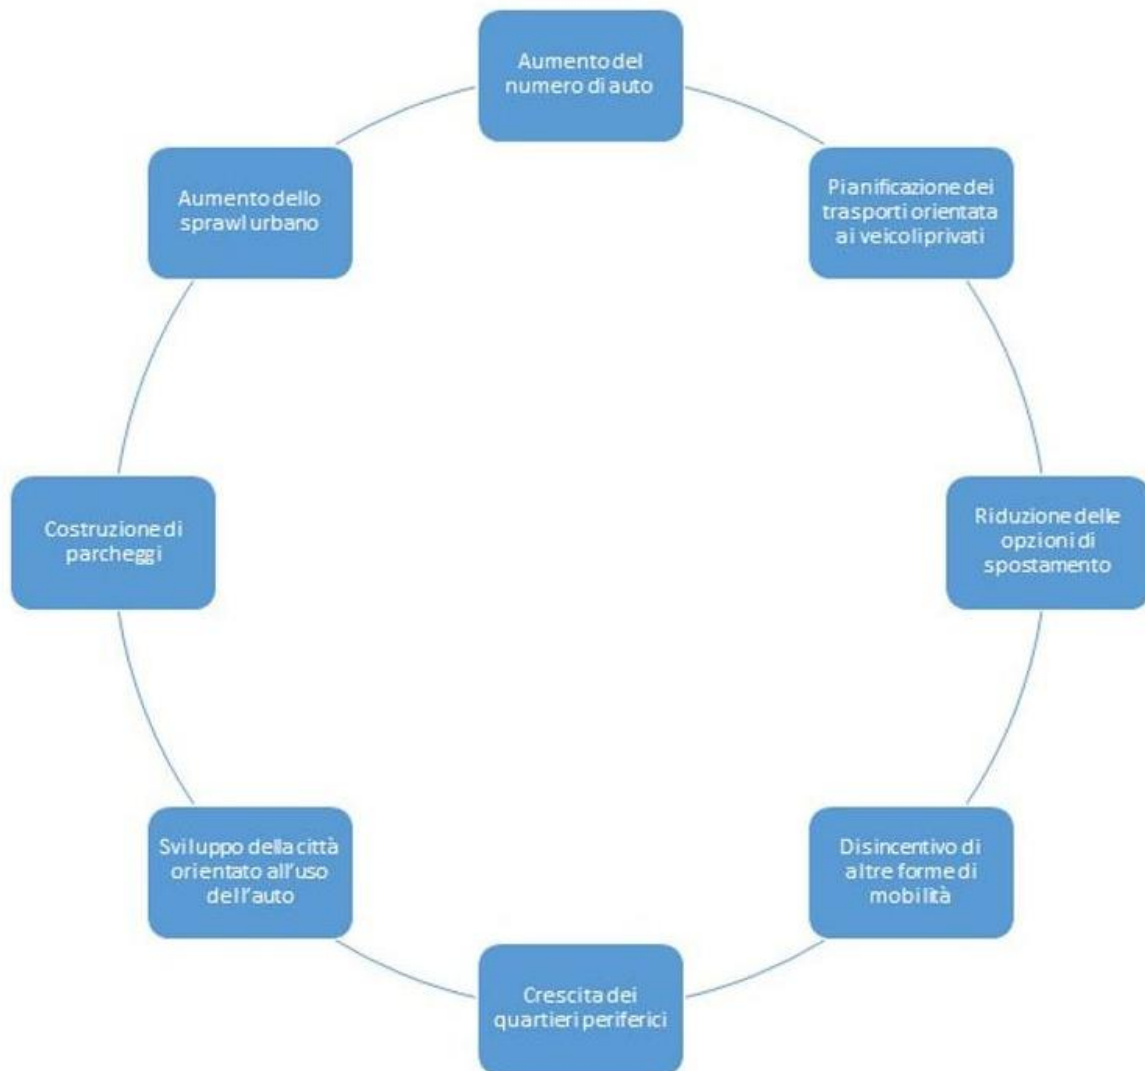 Aumento del
numero di auto
Pianificazione dei
trasporti orientata
ai veicoli privati
Riduzione delle
opzioni di
spostamento
Disincentivo di
altre forme di
mobilità
Crescita dei
quartieri periferici
Sviluppo della città
orientato all'uso
dell'auto
Costruzione di
parcheggi
Aumento dello
sprawl urbano